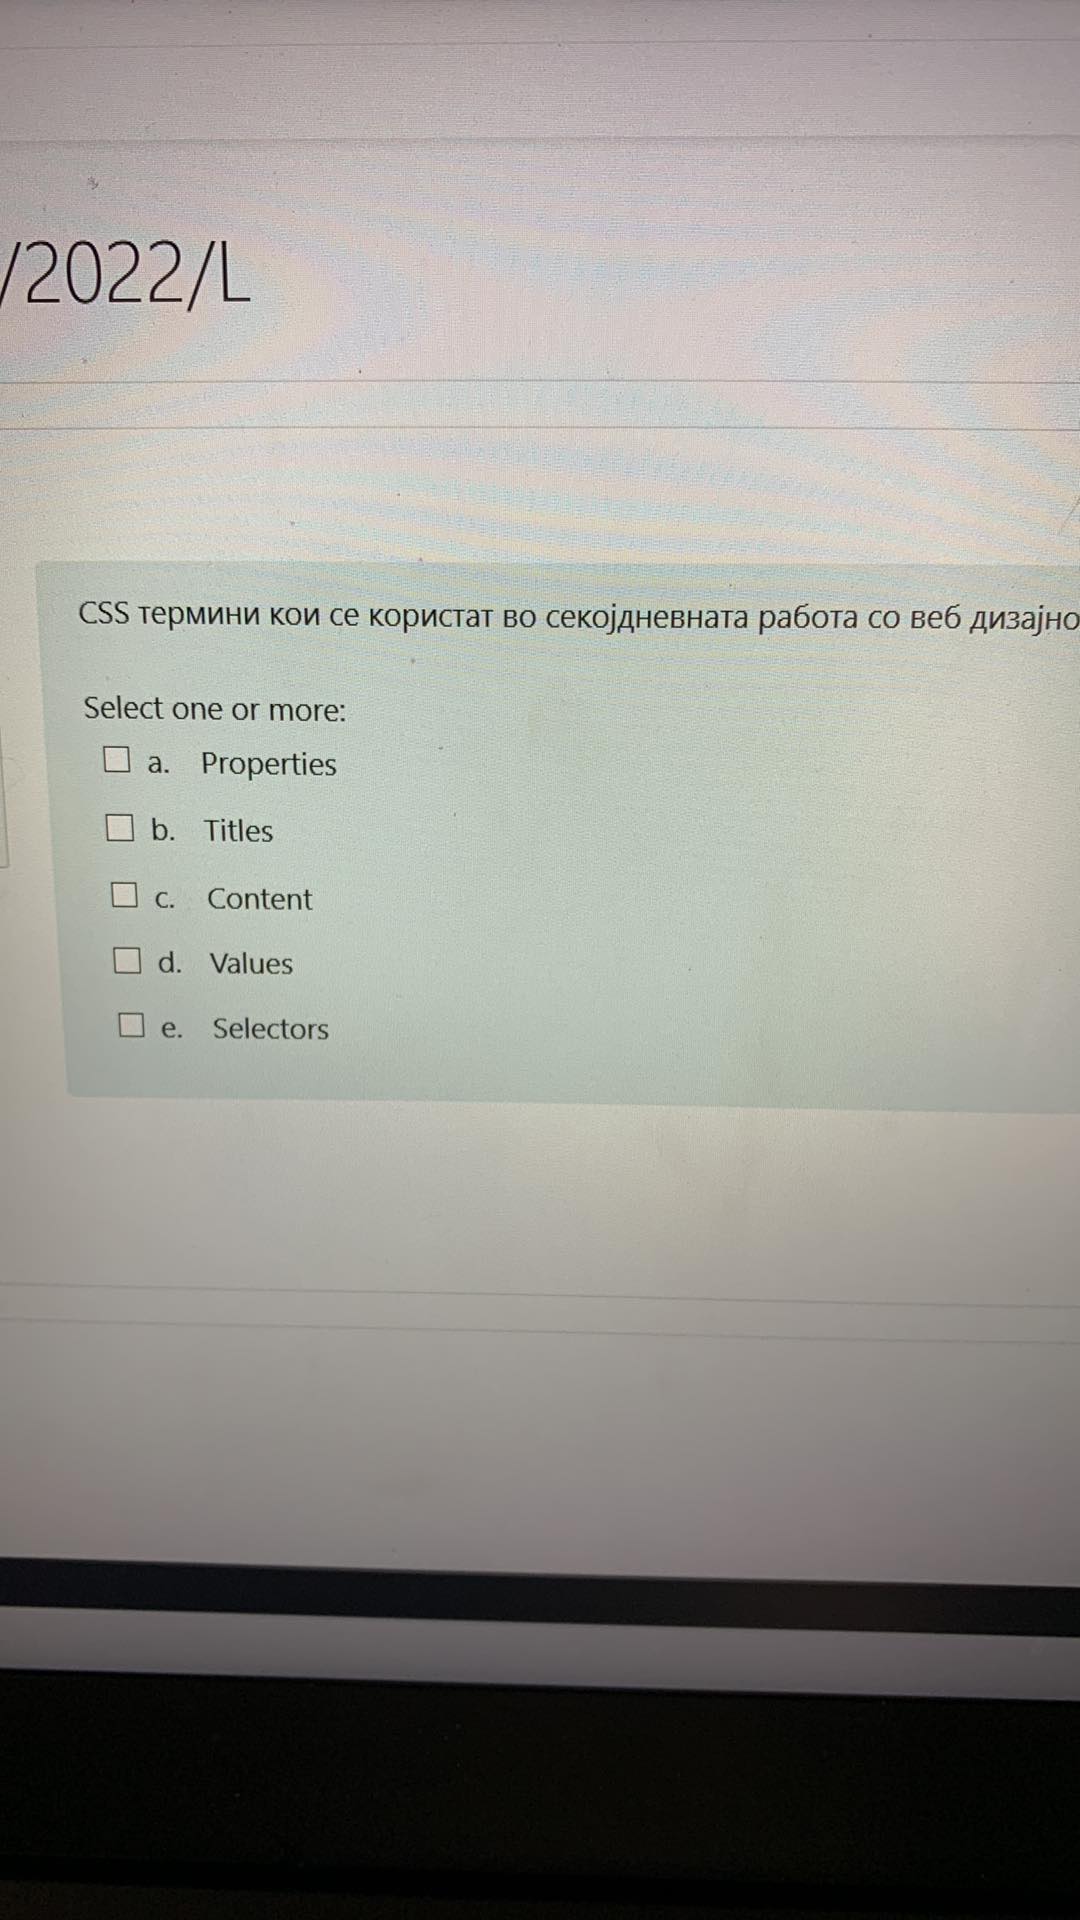 /2022/L
CSS термини кои се користат во секојдневната работа со веб дизајно
Select one or more:
a. Properties
b. Titles
c. Content
d. Values
e. Selectors